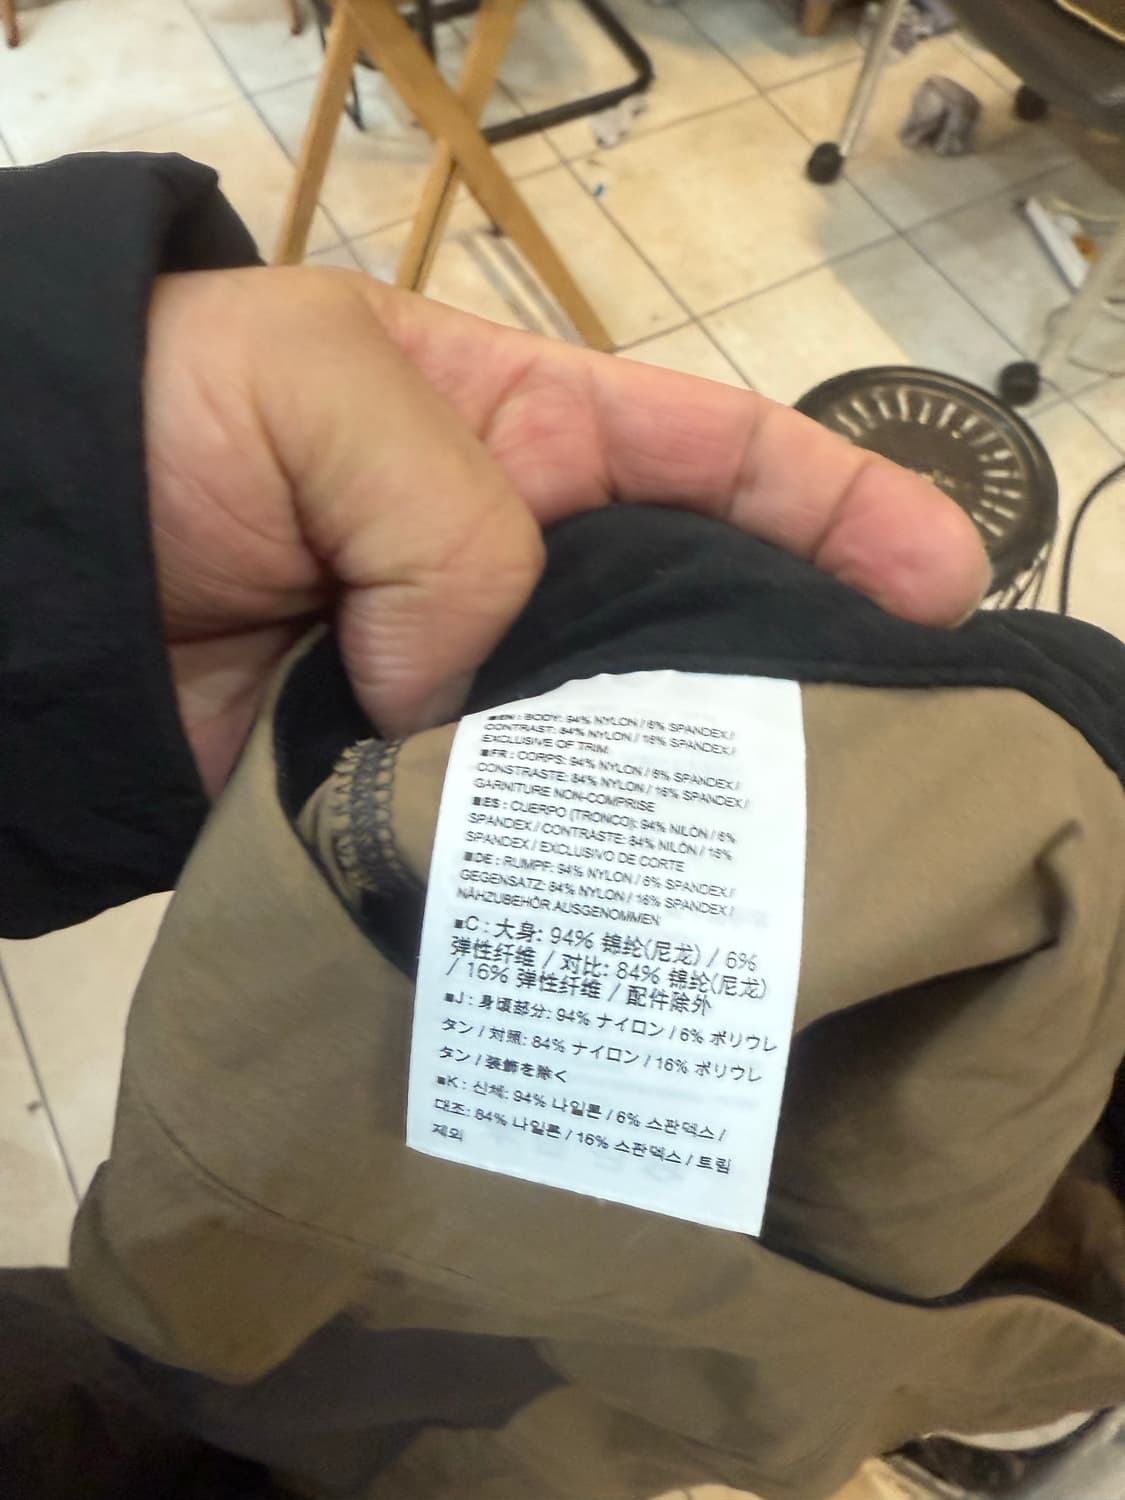 ■EN : BODY: 94% NYLON / 6% SPANDEX /
CONTRAST: 84% NYLON / 16% SPANDEX /
EXCLUSIVE OF TRIM
■FR : CORPS: 94% NYLON / 6% SPANDEX /
CONSTRASTE: 84% NYLON / 16% SPANDEX /
GARNITURE NON-COMPRISE
■ES : CUERPO (TRONCO): 94% NILÓN / 6%
SPANDEX / CONTRASTE: 84% NILÓN / 16%
SPANDEX / EXCLUSIVO DE CORTE
■DE : RUMPF: 94% NYLON / 6% SPANDEX /
GEGENSATZ: 84% NYLON / 16% SPANDEX /
NÄHZUBEHÖR AUSGENOMMEN
■C : 大身: 94% 锦纶(尼龙) / 6%
弹性纤维 / 对比: 84% 锦纶(尼龙)
/ 16% 弹性纤维 / 配件除外
■J : 身頃部分: 94% ナイロン / 6% ポリウレ
タン / 対照: 84% ナイロン / 16% ポリウレ
タン / 装飾を除く
■K : 신체: 94% 나일론 / 6% 스판덱스 /
대조: 84% 나일론 / 16% 스판덱스 / 트림
제외